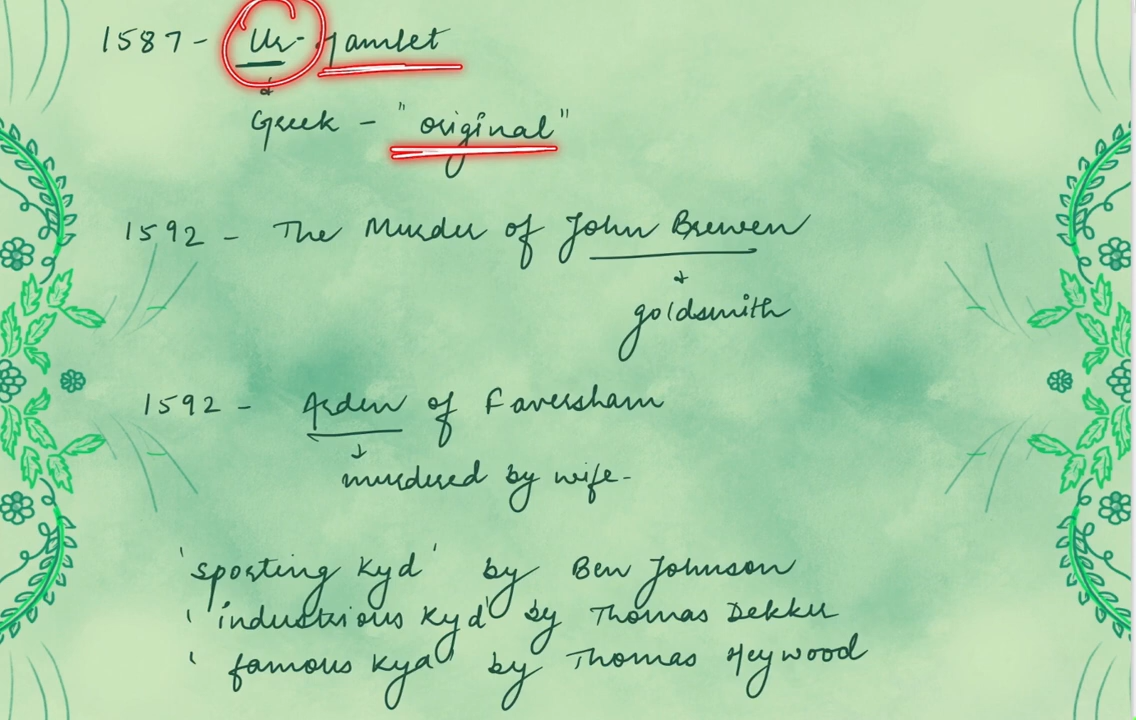 1587 - Ur-Hamlet
Greek - "original"
1592 - The Murder of John Brewen
goldsmith
1592 - Arden of Faversham
murdered by wife-
'sporting Kyd' by Ben Johnson
'industrious Kyd' by Thomas Dekker
'famous Kyd' by Thomas Heywood